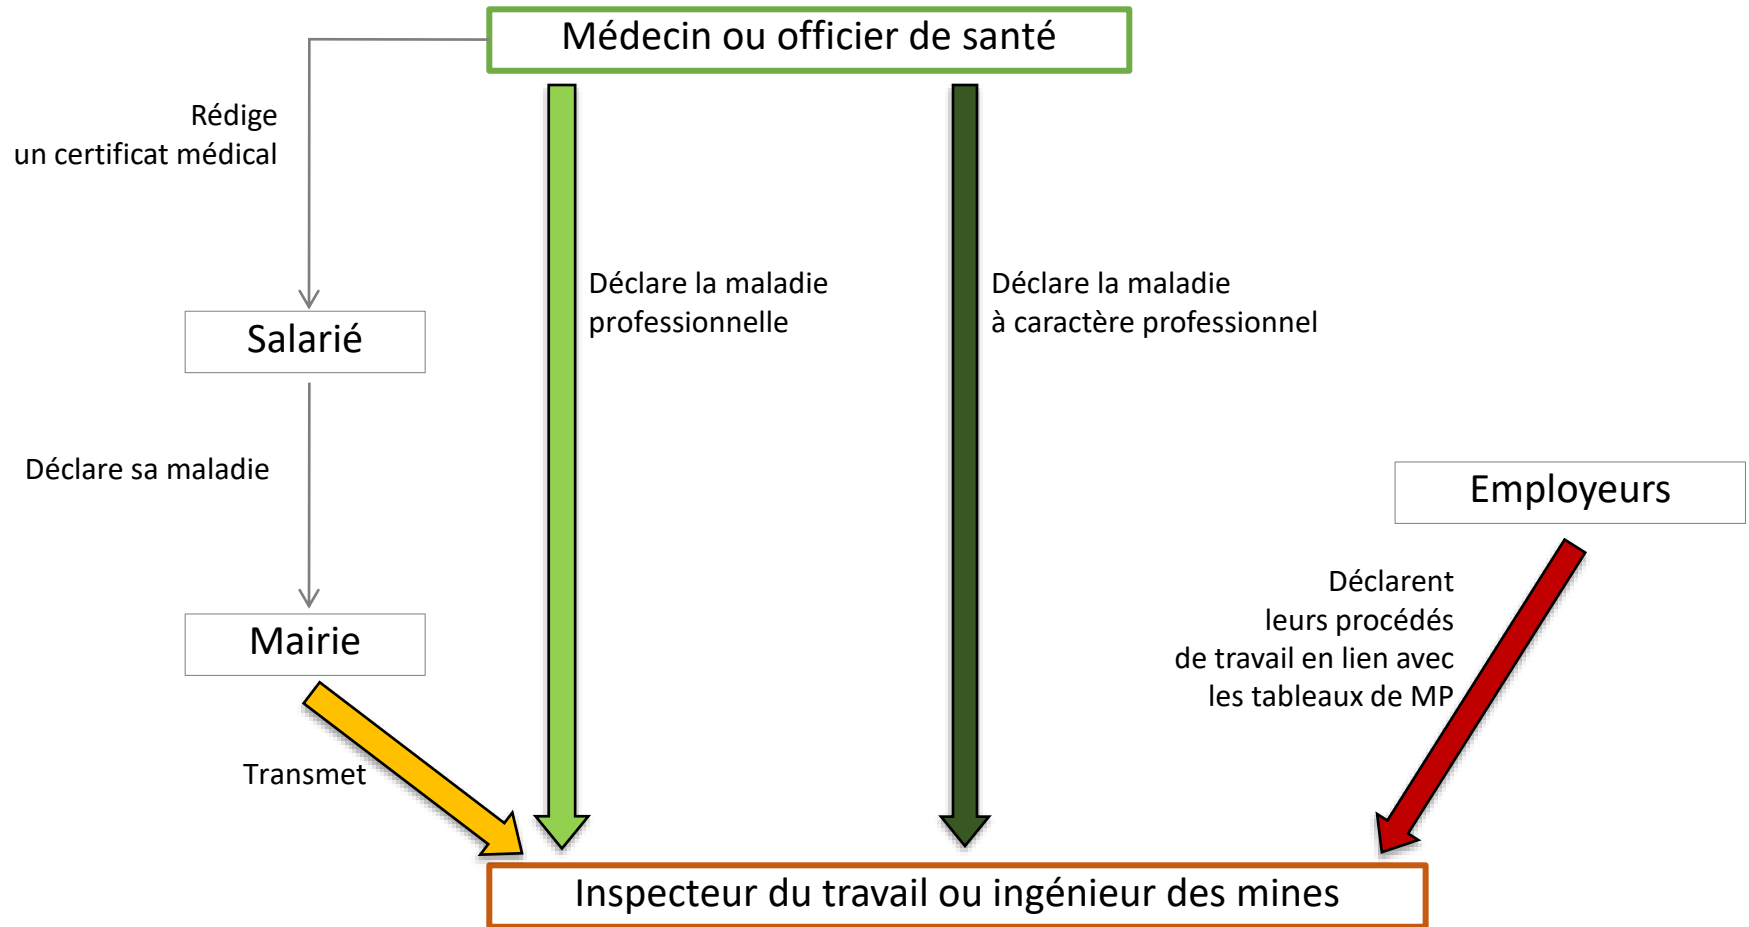 Médecin ou officier de santé
Rédige
un certificat médical
Déclare la maladie
professionnelle
Déclare la maladie
à caractère professionnel
Salarié
Déclare sa maladie
Employeurs
Déclarent
leurs procédés
de travail en lien avec
les tableaux de MP
Mairie
Transmet
Inspecteur du travail ou ingénieur des mines